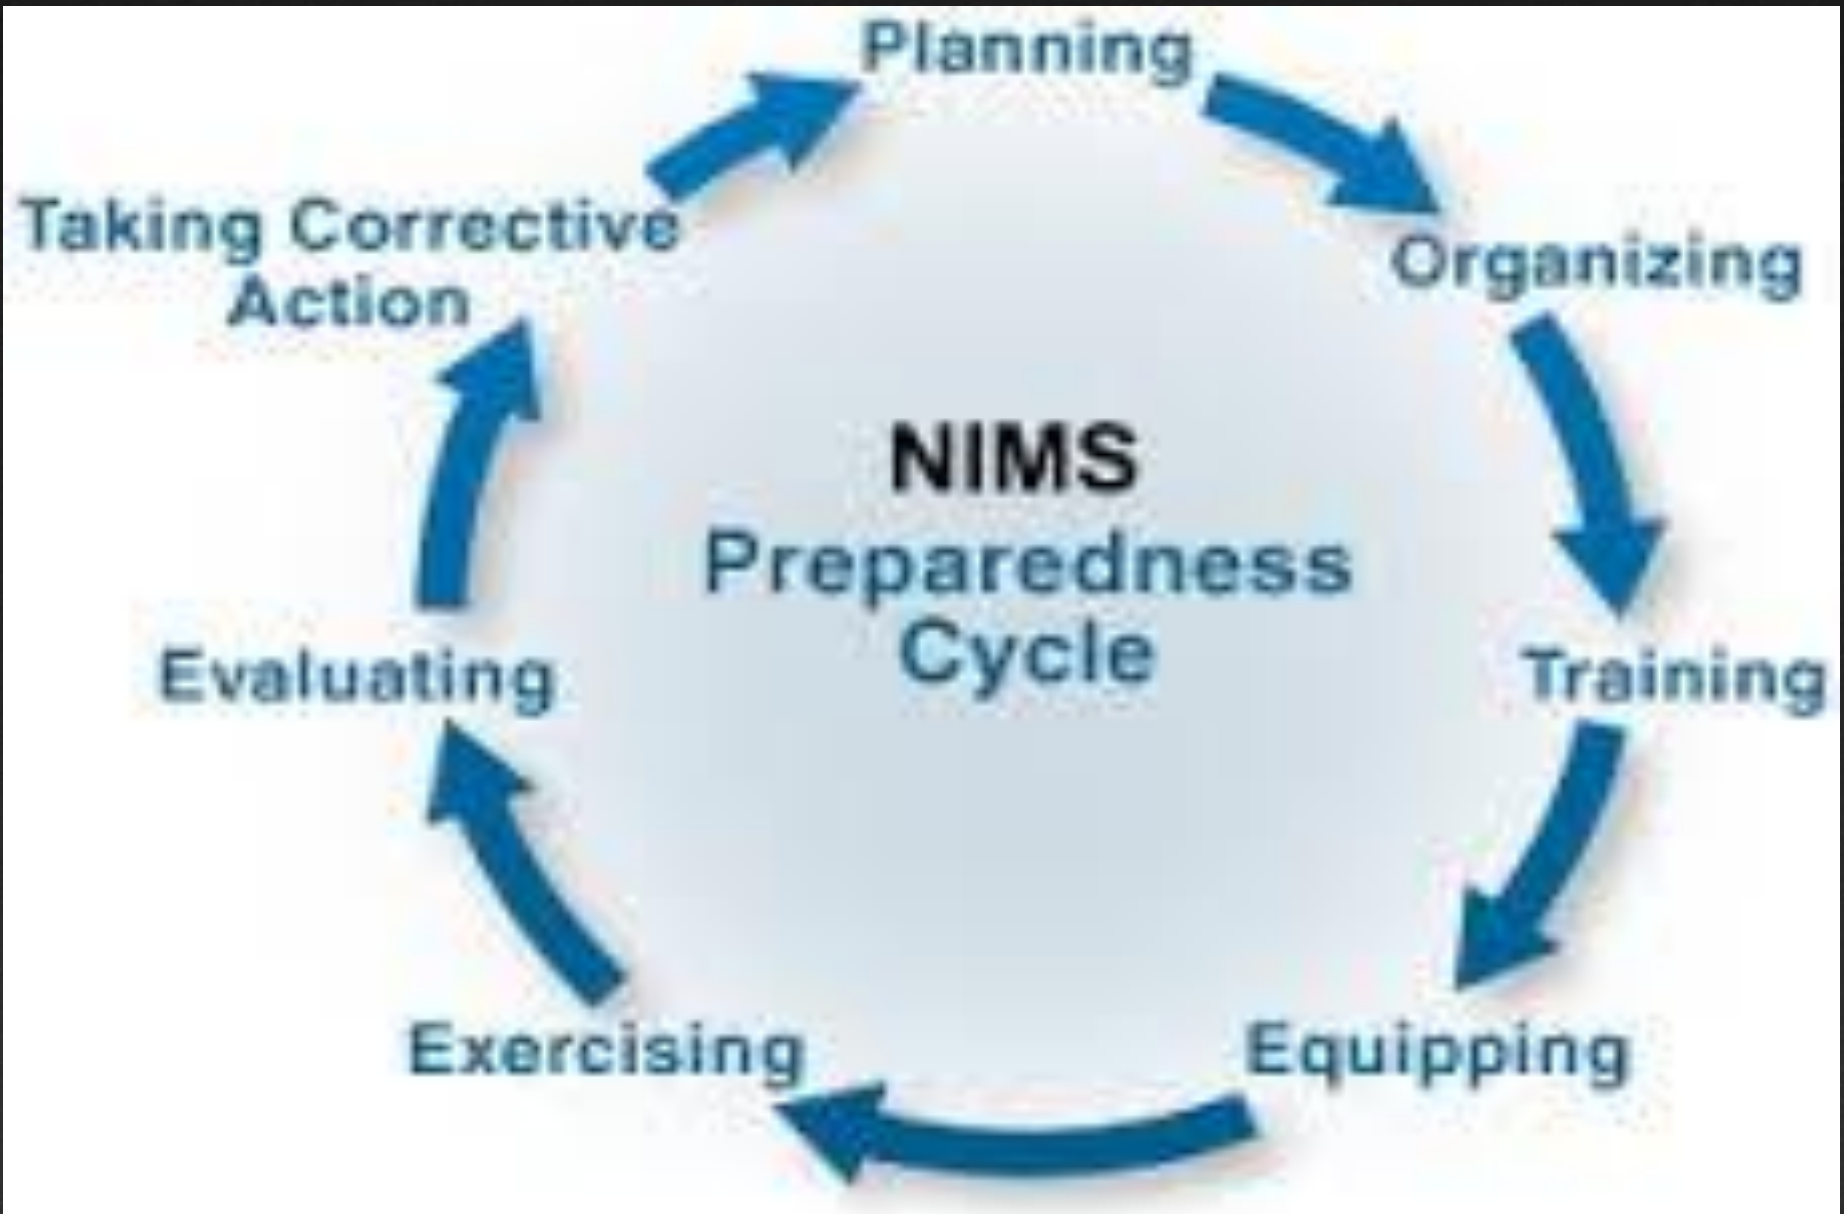 Planning
Organizing
Training
Equipping
Exercising
Evaluating
Taking Corrective
Action
NIMS
Preparedness
Cycle